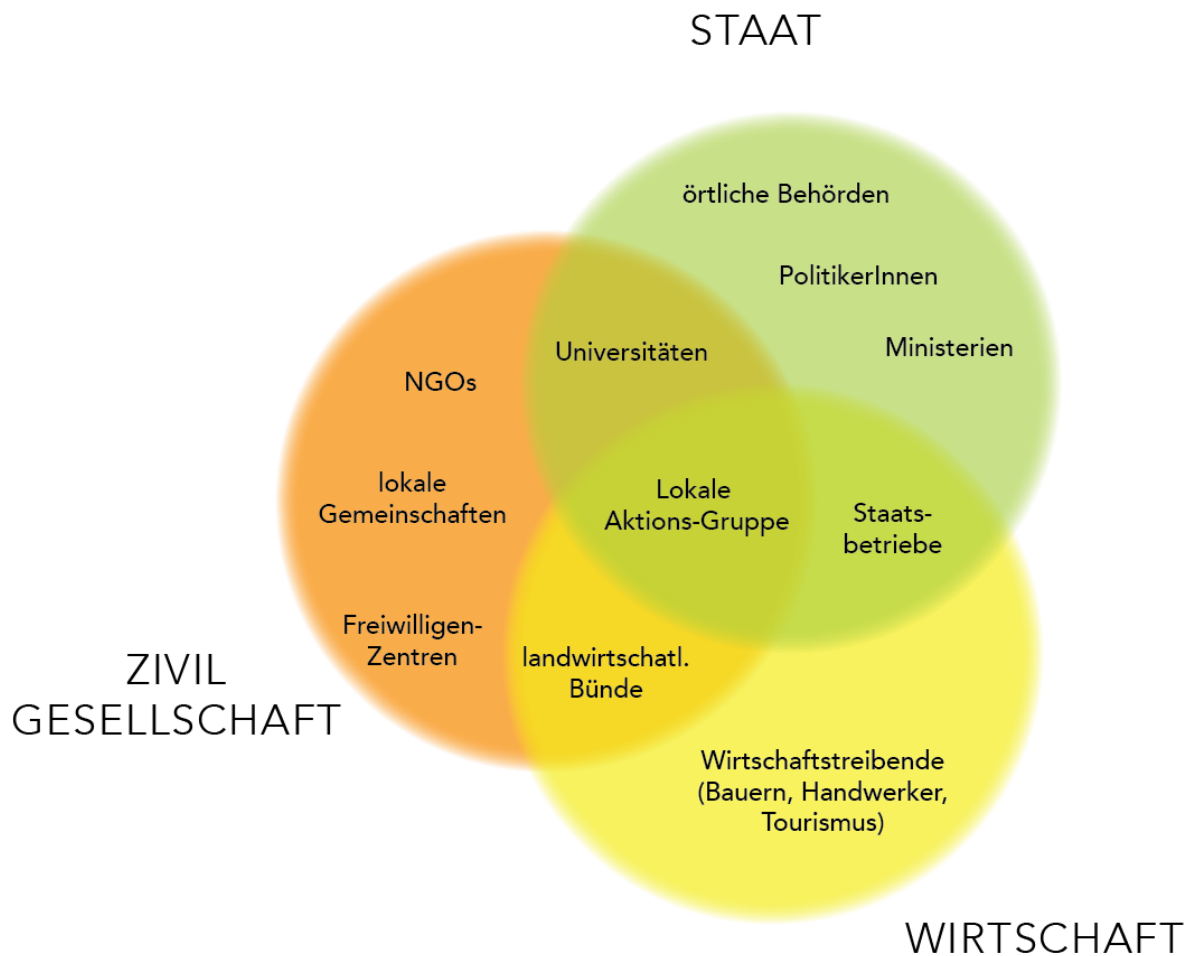 STAAT
örtliche Behörden
PolitikerInnen
Ministerien
Universitäten
NGOs
lokale
Gemeinschaften
Lokale
Aktions-Gruppe
Staats-
betriebe
Freiwilligen-
Zentren
landwirtschatl.
Bünde
ZIVIL
GESELLSCHAFT
Wirtschaftstreibende
(Bauern, Handwerker,
Tourismus)
WIRTSCHAFT